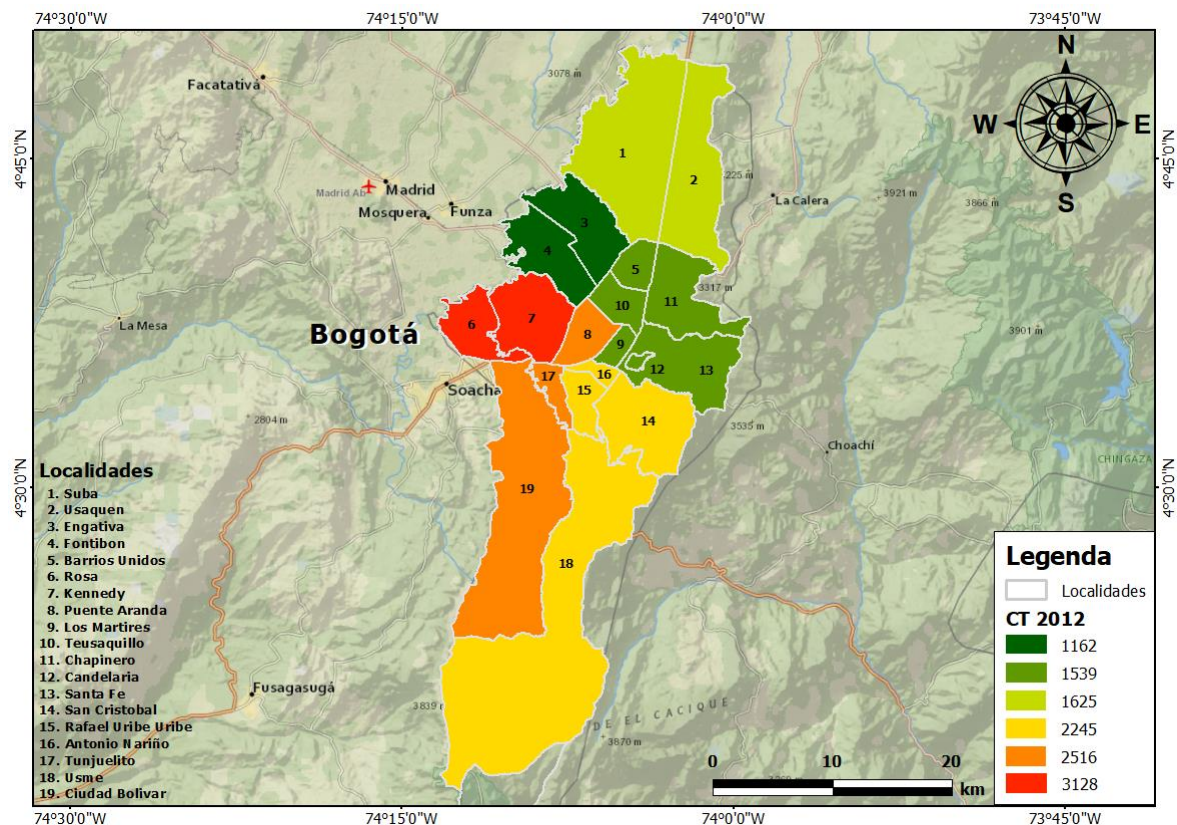 74°30'0"W
74°15'0"W
74°0'0"W
73°45'0"W
4°45'0"N
4°45'0"N
4°30'0"N
4°30'0"N
N
W
E
S
3078 m
Facatativá
Madrid Ab
Madrid
Mosquera
Funza
225 m
La Calera
3921 m
3866 m
3317 m
3901 m
La Mesa
Bogotá
Soacha
2804 m
3535 m
Choachí
CHINGAZA
Fusagasugá
3839 m
DE EL CACIQUE
3870 m
1
2
3
4
5
6
7
8
9
10
11
12
13
14
15
16
17
18
19
Localidades
1. Suba
2. Usaquen
3. Engativa
4. Fontibon
5. Barrios Unidos
6. Rosa
7. Kennedy
8. Puente Aranda
9. Los Martires
10. Teusaquillo
11. Chapinero
12. Candelaria
13. Santa Fe
14. San Cristobal
15. Rafael Uribe Uribe
16. Antonio Nariño
17. Tunjuelito
18. Usme
19. Ciudad Bolivar
Legenda
Localidades
CT 2012
1162
1539
1625
2245
2516
3128
0 10 20
km
74°30'0"W
74°15'0"W
74°0'0"W
73°45'0"W